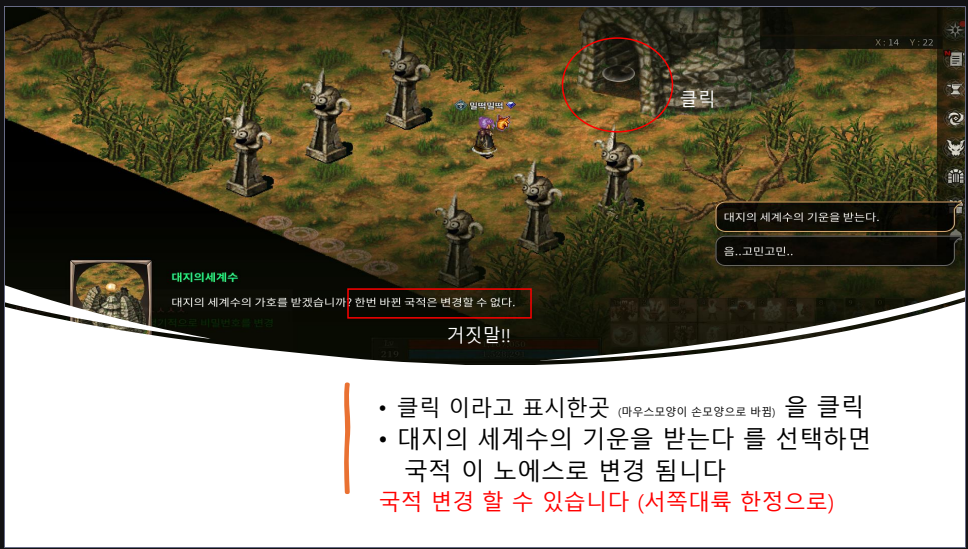 X : 14 Y : 22
클릭
밀떡밀떡
대지의 세계수의 기운을 받는다.
음..고민고민..
대지의세계수
대지의 세계수의 가호를 받겠습니까? 한번 바뀐 국적은 변경할 수 없다.
거짓말!!
• 클릭 이라고 표시한곳 (마우스모양이 손모양으로 바뀜) 을 클릭
• 대지의 세계수의 기운을 받는다 를 선택하면
국적 이 노에스로 변경 됨니다
국적 변경 할 수 있습니다 (서쪽대륙 한정으로)